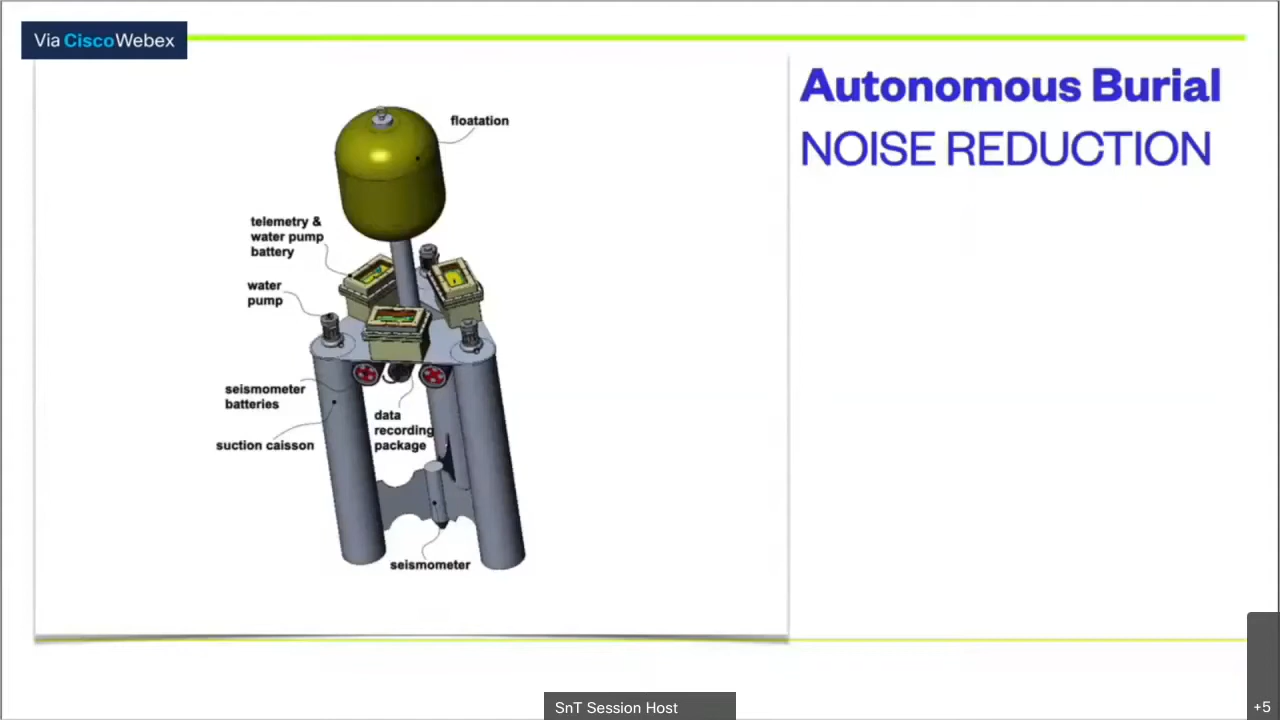 Via CiscoWebex
Autonomous Burial
NOISE REDUCTION
floatation
telemetry &
water pump
battery
water
pump
seismometer
batteries
data
recording
package
suction caisson
seismometer
SnT Session Host
+5